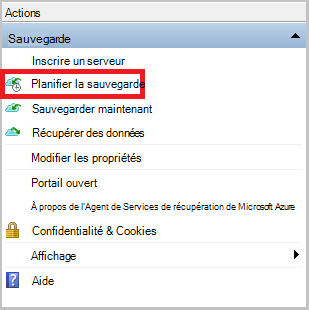 Actions
Sauvegarde
Inscrire un serveur
Planifier la sauvegarde
Sauvegarder maintenant
Récupérer des données
Modifier les propriétés
Portail ouvert
À propos de l'Agent de Services de récupération de Microsoft Azure
Confidentialité & Cookies
Affichage
Aide